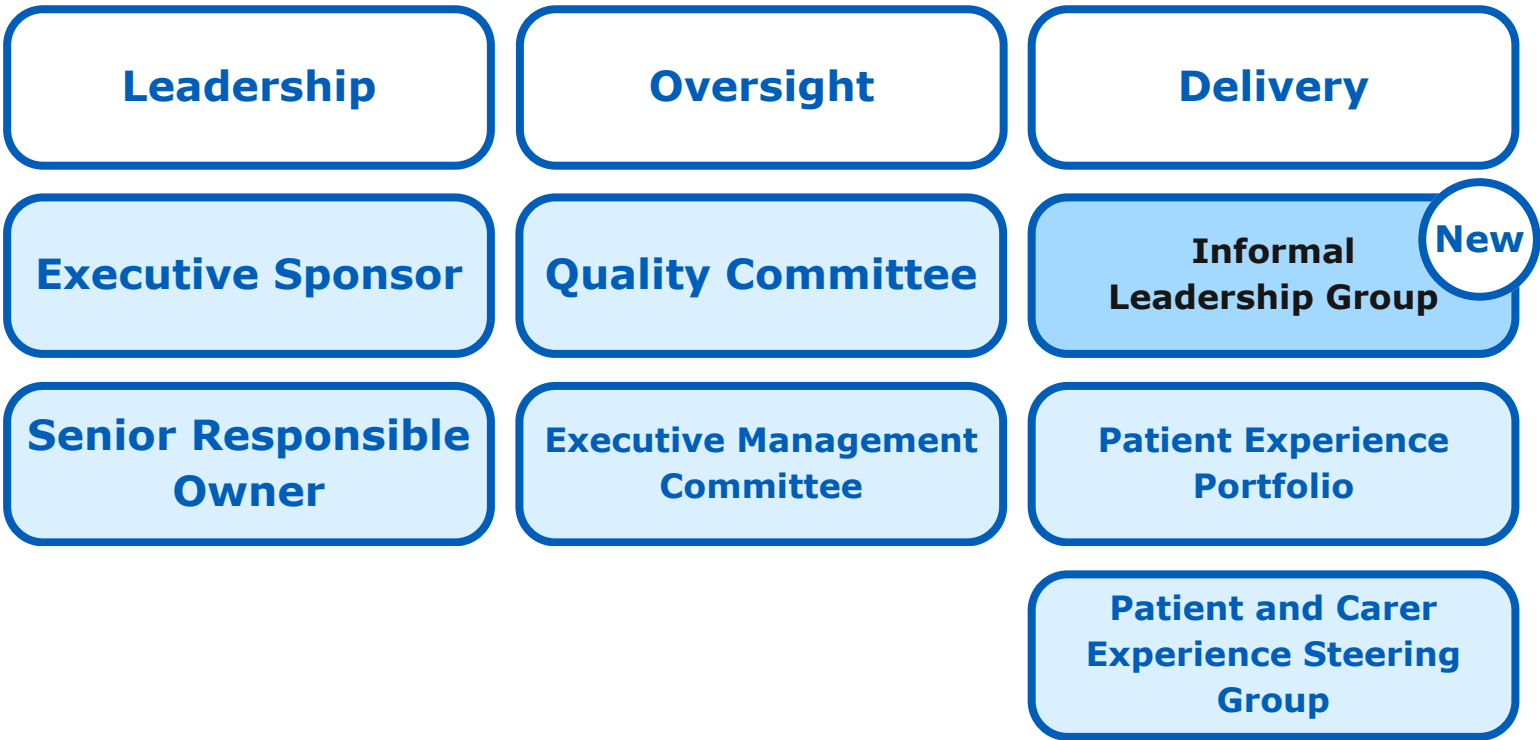 Leadership
Oversight
Delivery
Executive Sponsor
Quality Committee
Informal
Leadership Group
New
Senior Responsible
Owner
Executive Management
Committee
Patient Experience
Portfolio
Patient and Carer
Experience Steering
Group